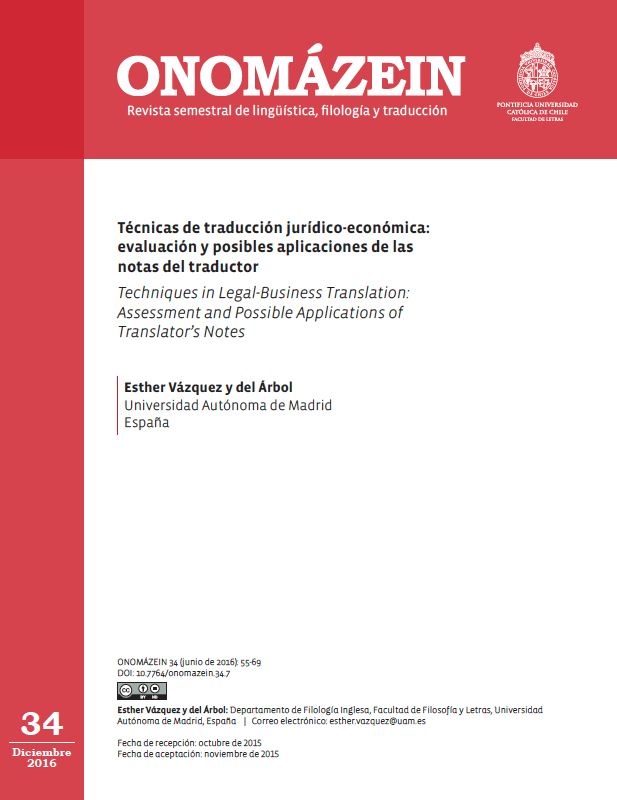 ONOMÁZEIN
Revista semestral de lingüística, filología y traducción
PONTIFICIA UNIVERSIDAD
CATÓLICA DE CHILE
FACULTAD DE LETRAS
Técnicas de traducción jurídico-económica:
evaluación y posibles aplicaciones de las
notas del traductor
Techniques in Legal-Business Translation:
Assessment and Possible Applications of
Translator’s Notes
Esther Vázquez y del Árbol
Universidad Autónoma de Madrid
España
ONOMÁZEIN 34 (junio de 2016): 55-69
DOI: 10.7764/onomazein.34.7
cc BY NC
Esther Vázquez y del Árbol: Departamento de Filología Inglesa, Facultad de Filosofía y Letras, Universidad
Autónoma de Madrid, España | Correo electrónico: esther.vazquez@uam.es
Fecha de recepción: octubre de 2015
Fecha de aceptación: noviembre de 2015
34
Diciembre
2016